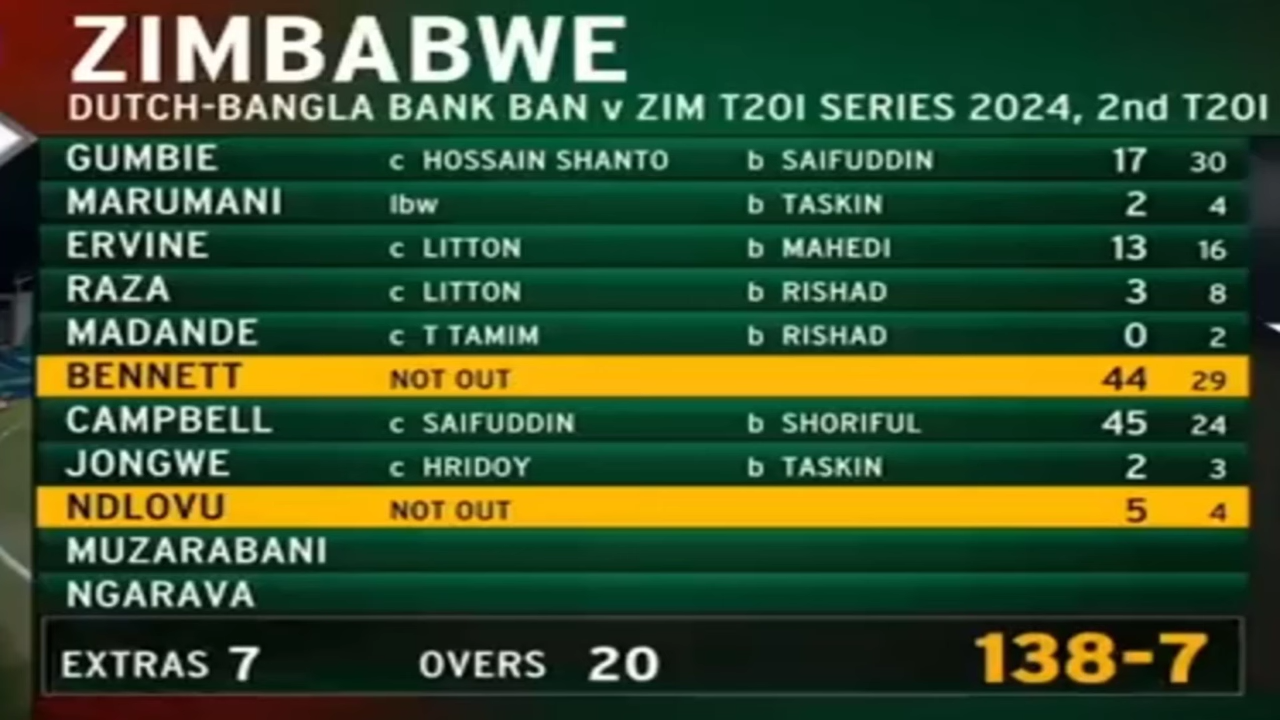 ZIMBABWE
DUTCH-BANGLA BANK BAN v ZIM T20I SERIES 2024, 2nd T20I
GUMBIE c HOSSAIN SHANTO b SAIFUDDIN 17 30
MARUMANI lbw b TASKIN 2 4
ERVINE c LITTON b MAHEDI 13 16
RAZA c LITTON b RISHAD 3 8
MADANDE c T TAMIM b RISHAD 0 2
BENNETT NOT OUT 44 29
CAMPBELL c SAIFUDDIN b SHORIFUL 45 24
JONGWE c HRIDOY b TASKIN 2 3
NDLOVU NOT OUT 5 4
MUZARABANI
NGARAVA
EXTRAS 7 OVERS 20 138-7